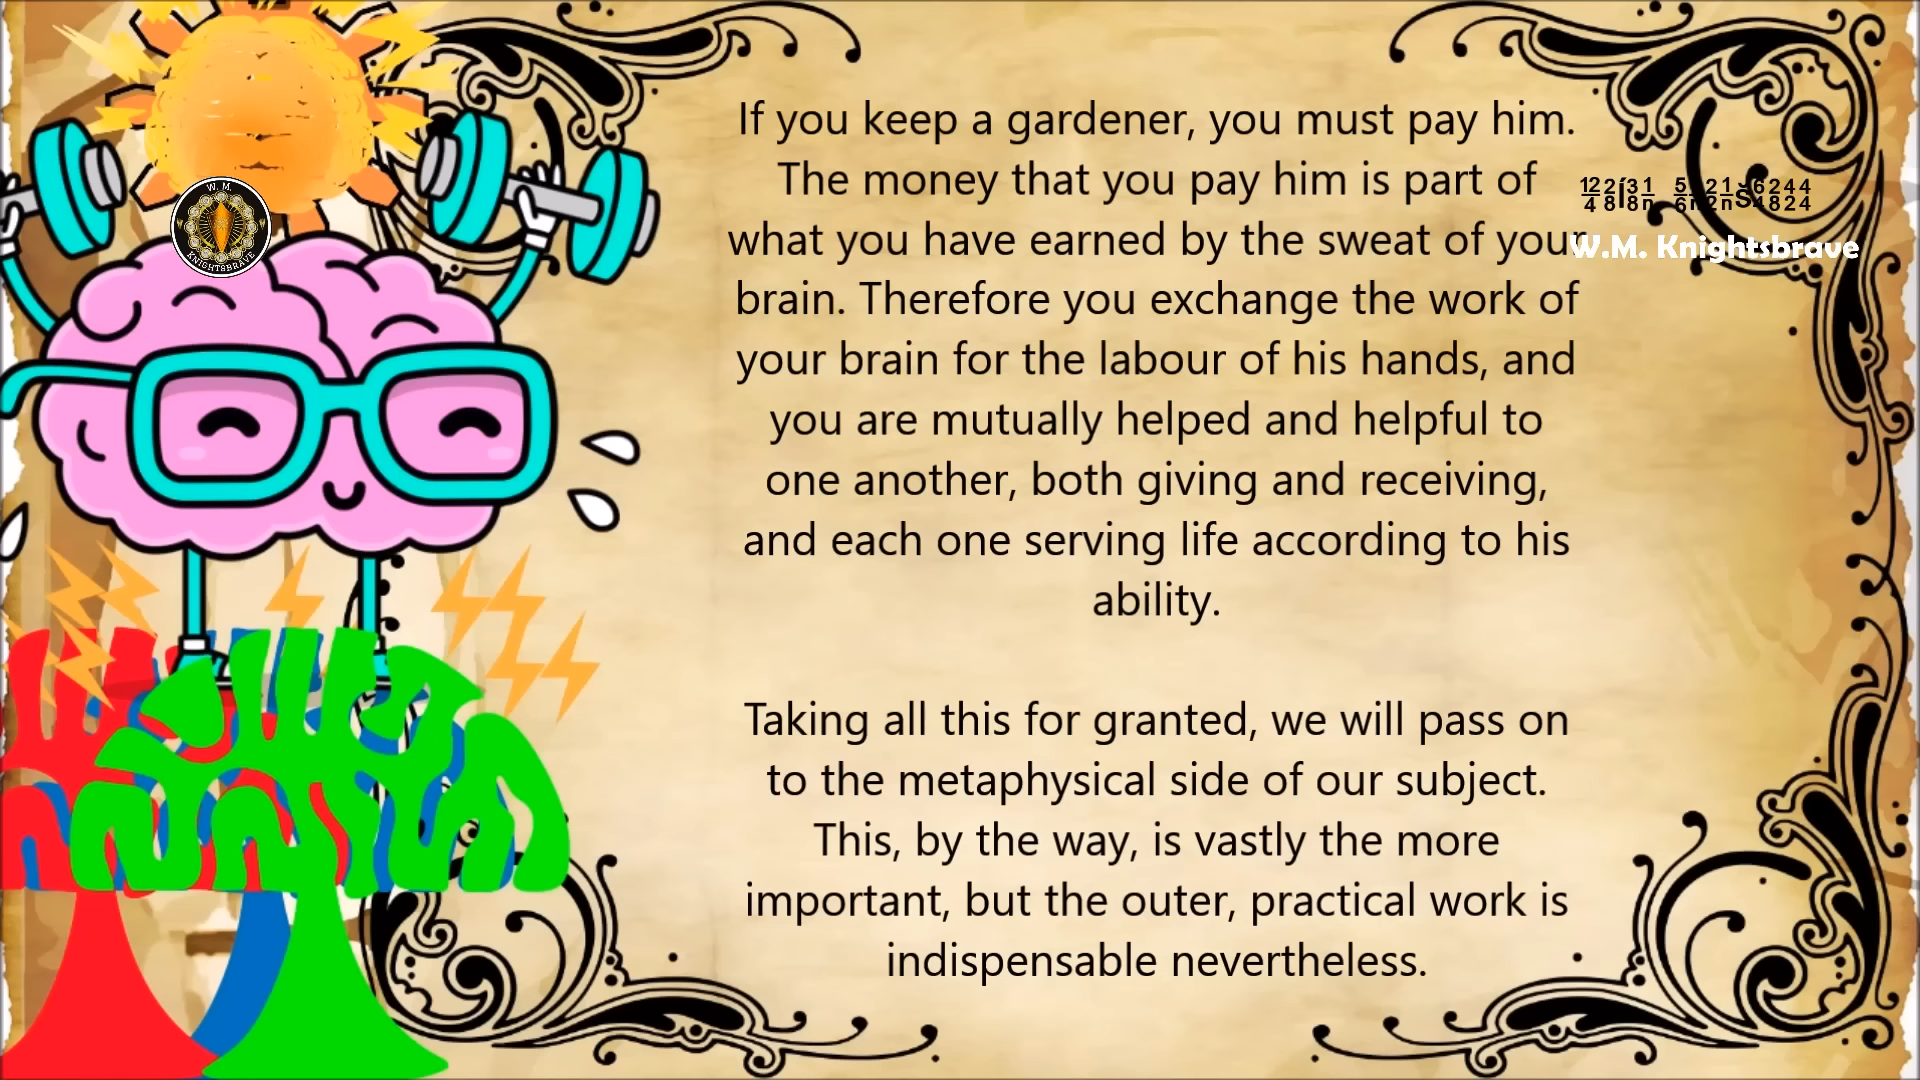 If you keep a gardener, you must pay him.
The money that you pay him is part of
what you have earned by the sweat of your
brain. Therefore you exchange the work of
your brain for the labour of his hands, and
you are mutually helped and helpful to
one another, both giving and receiving,
and each one serving life according to his
ability.
Taking all this for granted, we will pass on
to the metaphysical side of our subject.
This, by the way, is vastly the more
important, but the outer, practical work is
indispensable nevertheless.
W.M. Knightsbrave
W. M.
KNIGHTSBRAVE